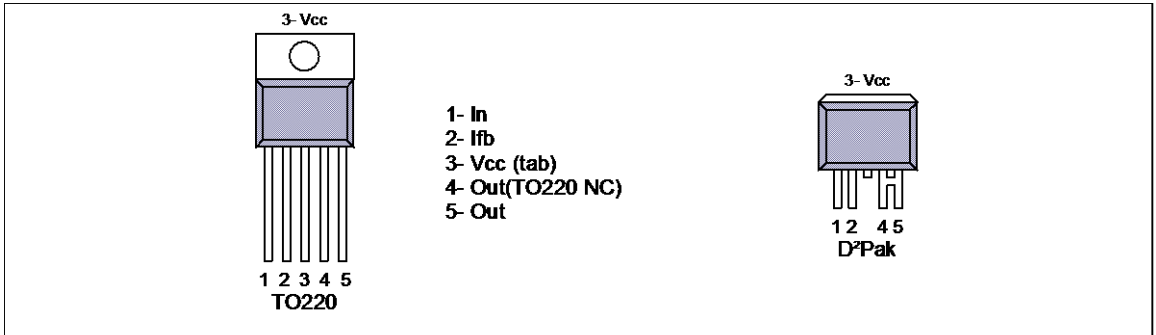 3- Vcc
1 2 3 4 5
TO220
1- In
2- Ifb
3- Vcc (tab)
4- Out(TO220 NC)
5- Out
3- Vcc
1 2 4 5
D²Pak